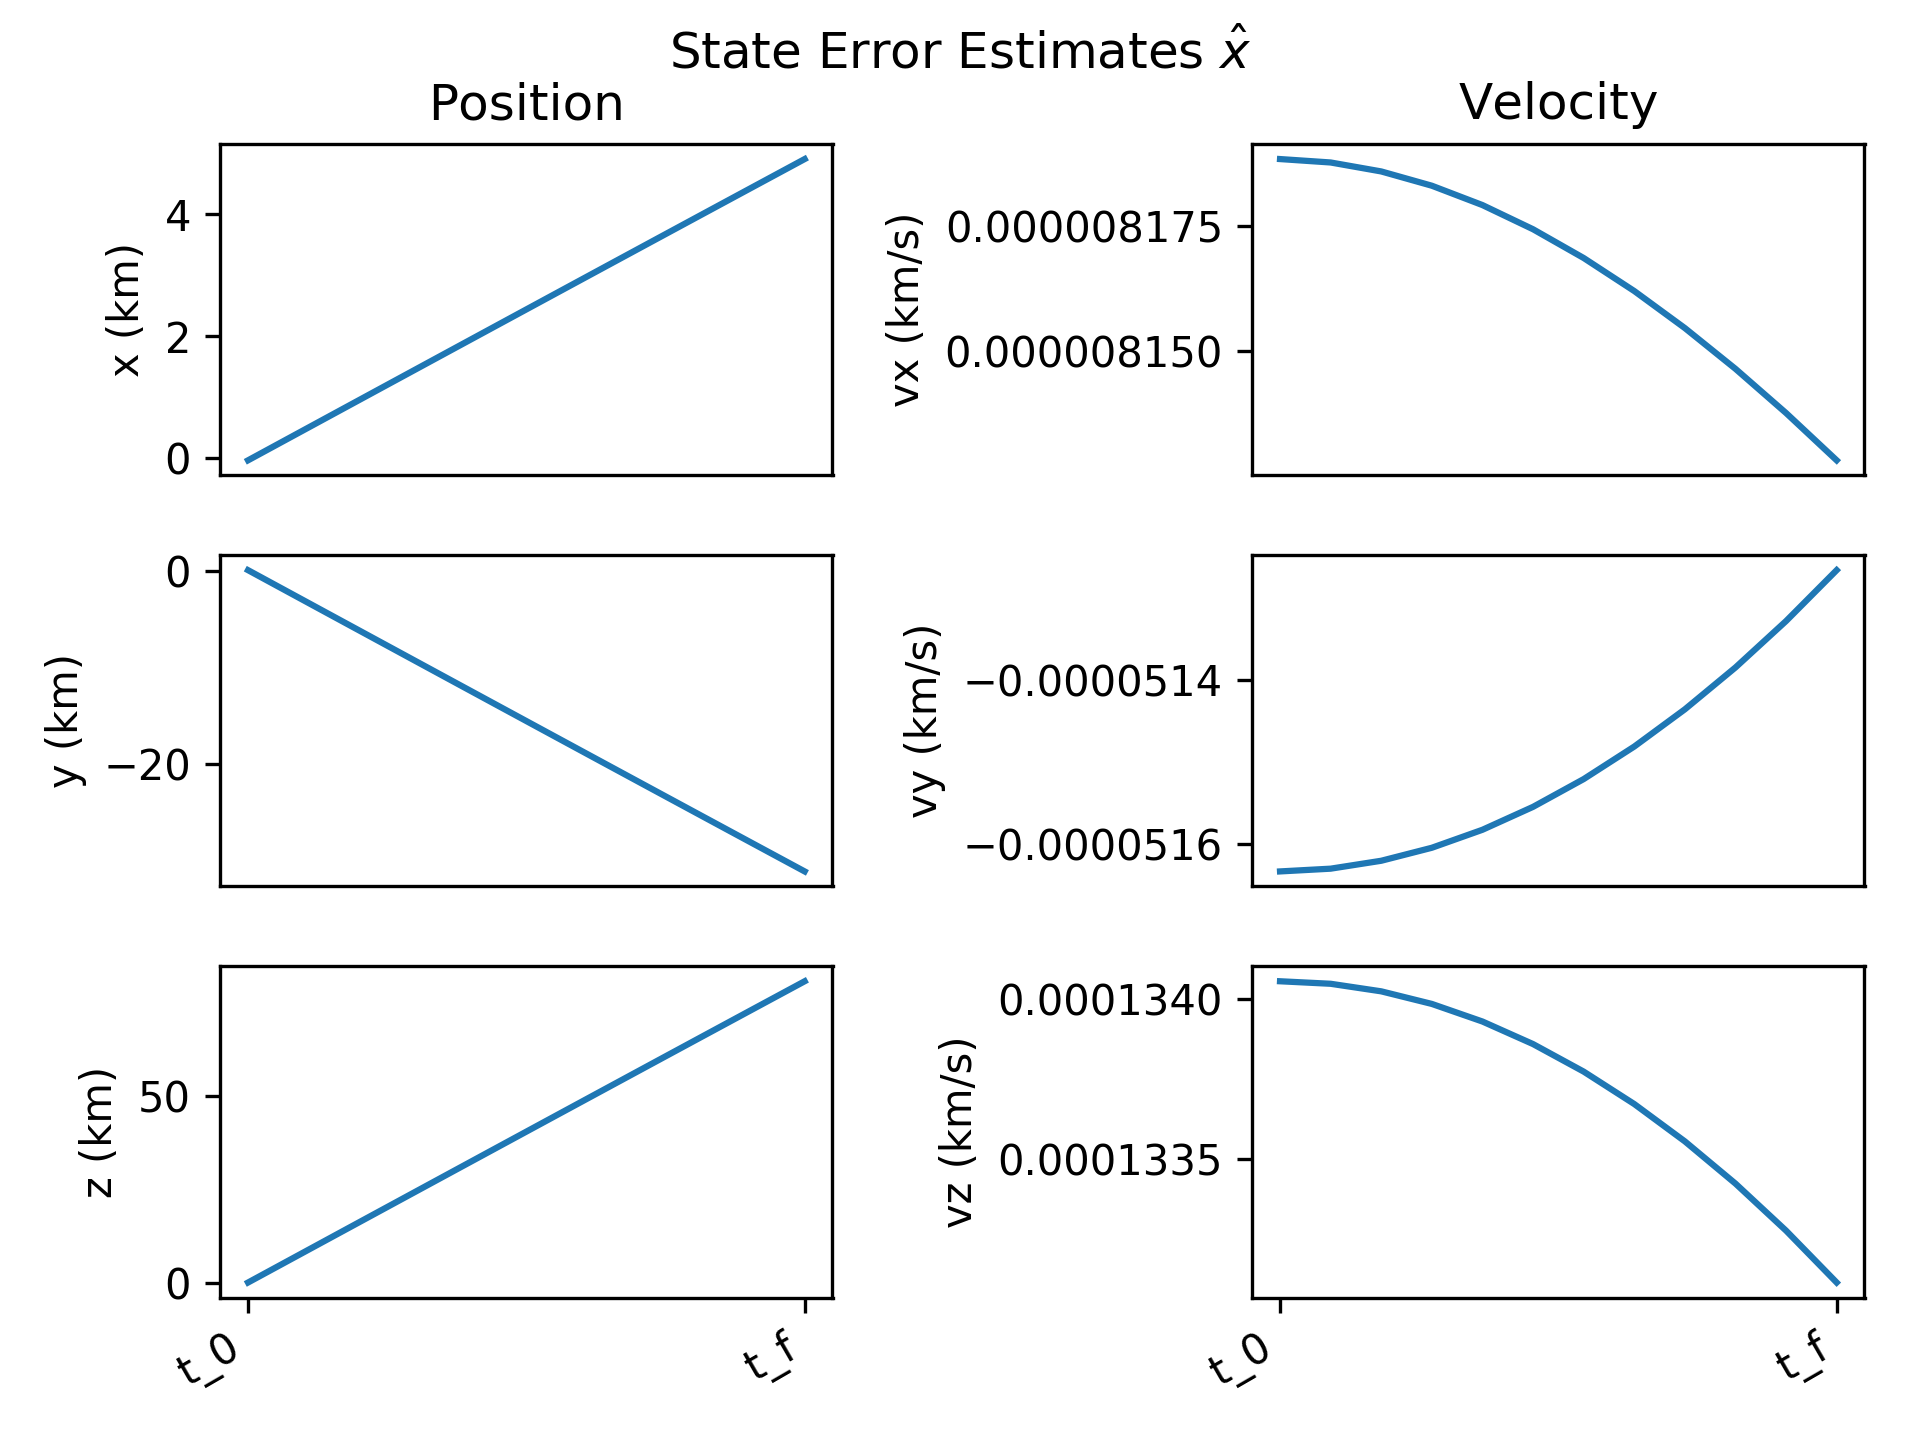 State Error Estimates x̂
Position
Velocity
x (km)
4
2
0
vx (km/s)
0.000008175
0.000008150
y (km)
0
−20
vy (km/s)
−0.0000514
−0.0000516
z (km)
50
0
t_0
t_f
vz (km/s)
0.0001340
0.0001335
t_0
t_f